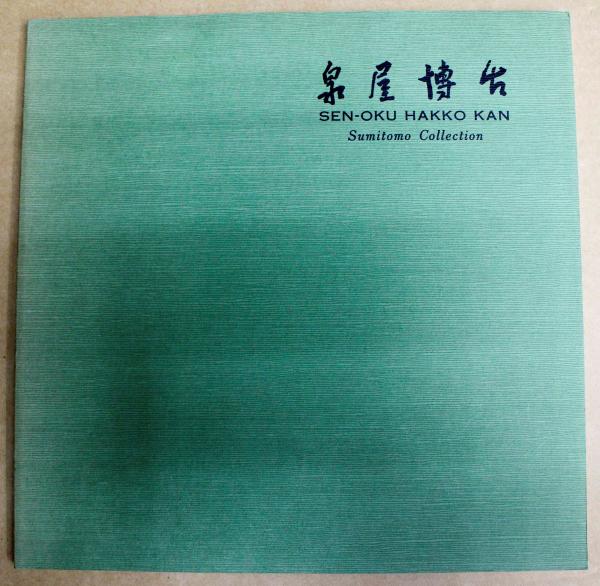 泉屋博古
SEN-OKU HAKKO KAN
Sumitomo Collection